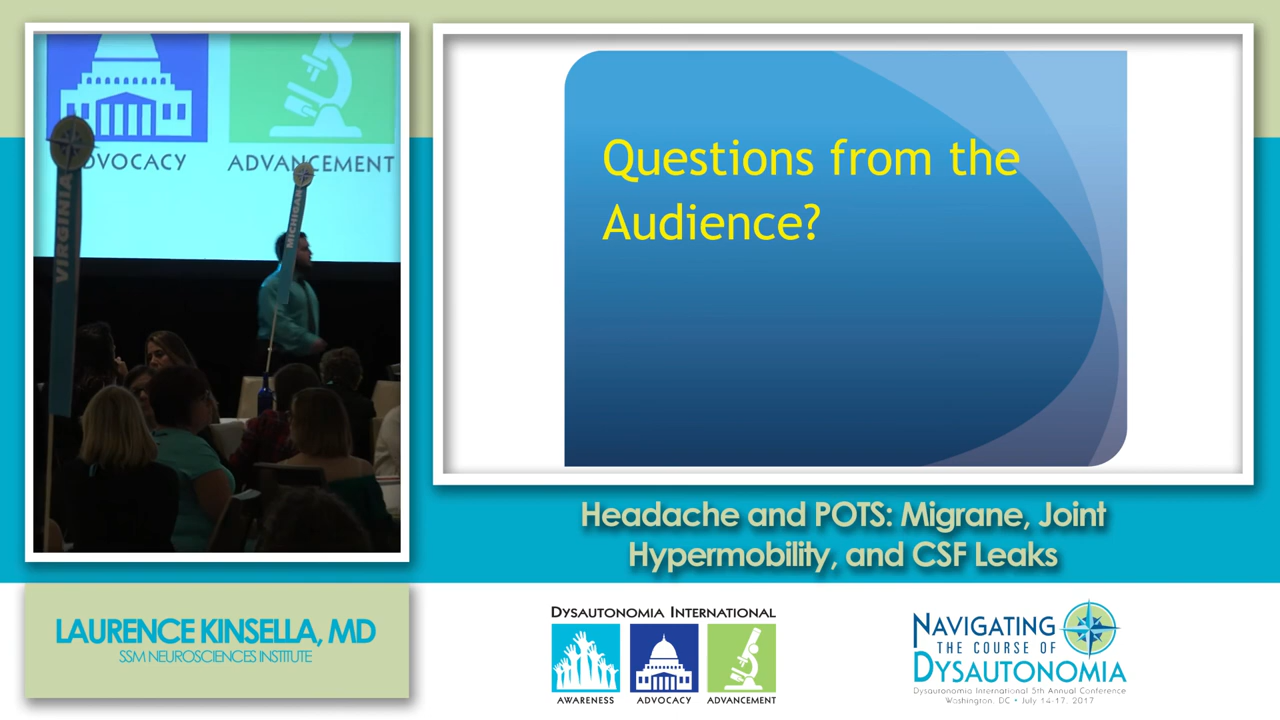 ADVOCACY
ADVANCEMENT
VIRGINIA
MICHIGAN
Questions from the
Audience?
Headache and POTS: Migrane, Joint
Hypermobility, and CSF Leaks
LAURENCE KINSELLA, MD
SSM NEUROSCIENCES INSTITUTE
DYSAUTONOMIA INTERNATIONAL
AWARENESS
ADVOCACY
ADVANCEMENT
NAVIGATING
THE COURSE OF
DYSAUTONOMIA
Dysautonomia International 5th Annual Conference
Washington, DC • July 14-17, 2017